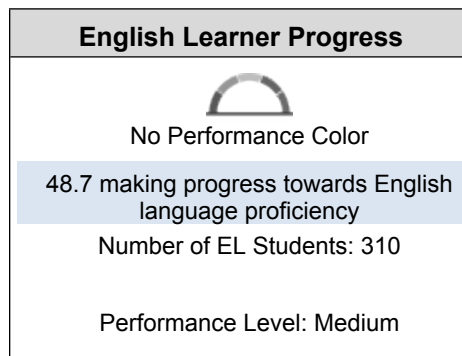 English Learner Progress
No Performance Color
48.7 making progress towards English
language proficiency
Number of EL Students: 310
Performance Level: Medium